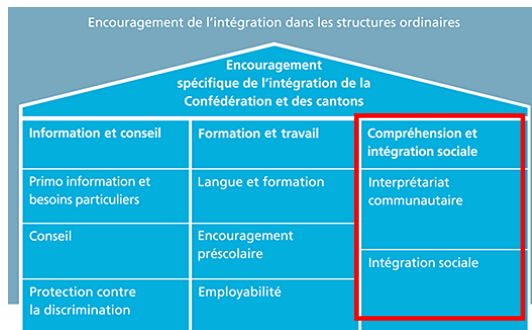 Encouragement de l'intégration dans les structures ordinaires
Encouragement
spécifique de l'intégration de la
Confédération et des cantons
Information et conseil
Formation et travail
Compréhension et
intégration sociale
Primo information et
besoins particuliers
Langue et formation
Interprétariat
communautaire
Conseil
Encouragement
préscolaire
Intégration sociale
Protection contre
la discrimination
Employabilité